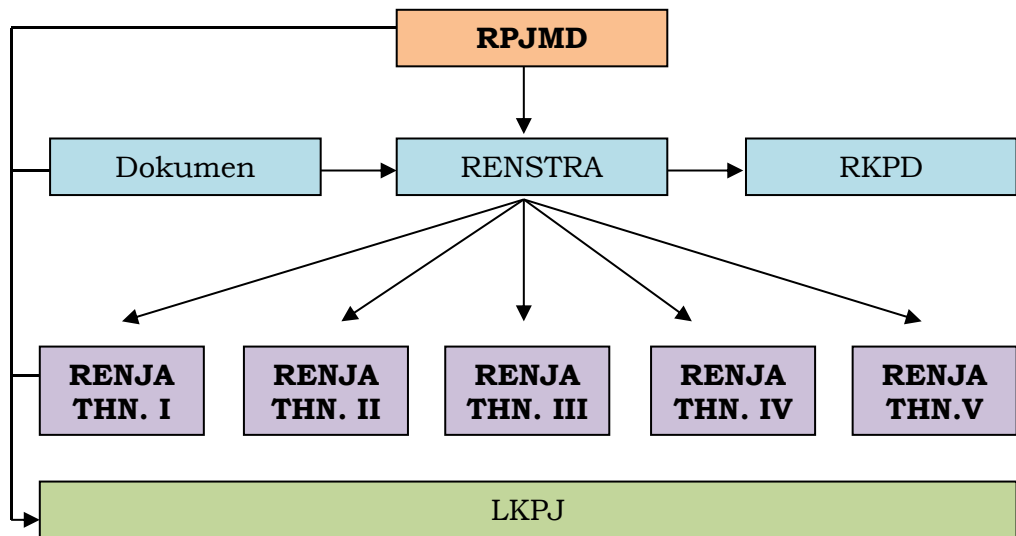 RPJMD
Dokumen
RENSTRA
RKPD
RENJA
THN. I
RENJA
THN. II
RENJA
THN. III
RENJA
THN. IV
RENJA
THN.V
LKPJ